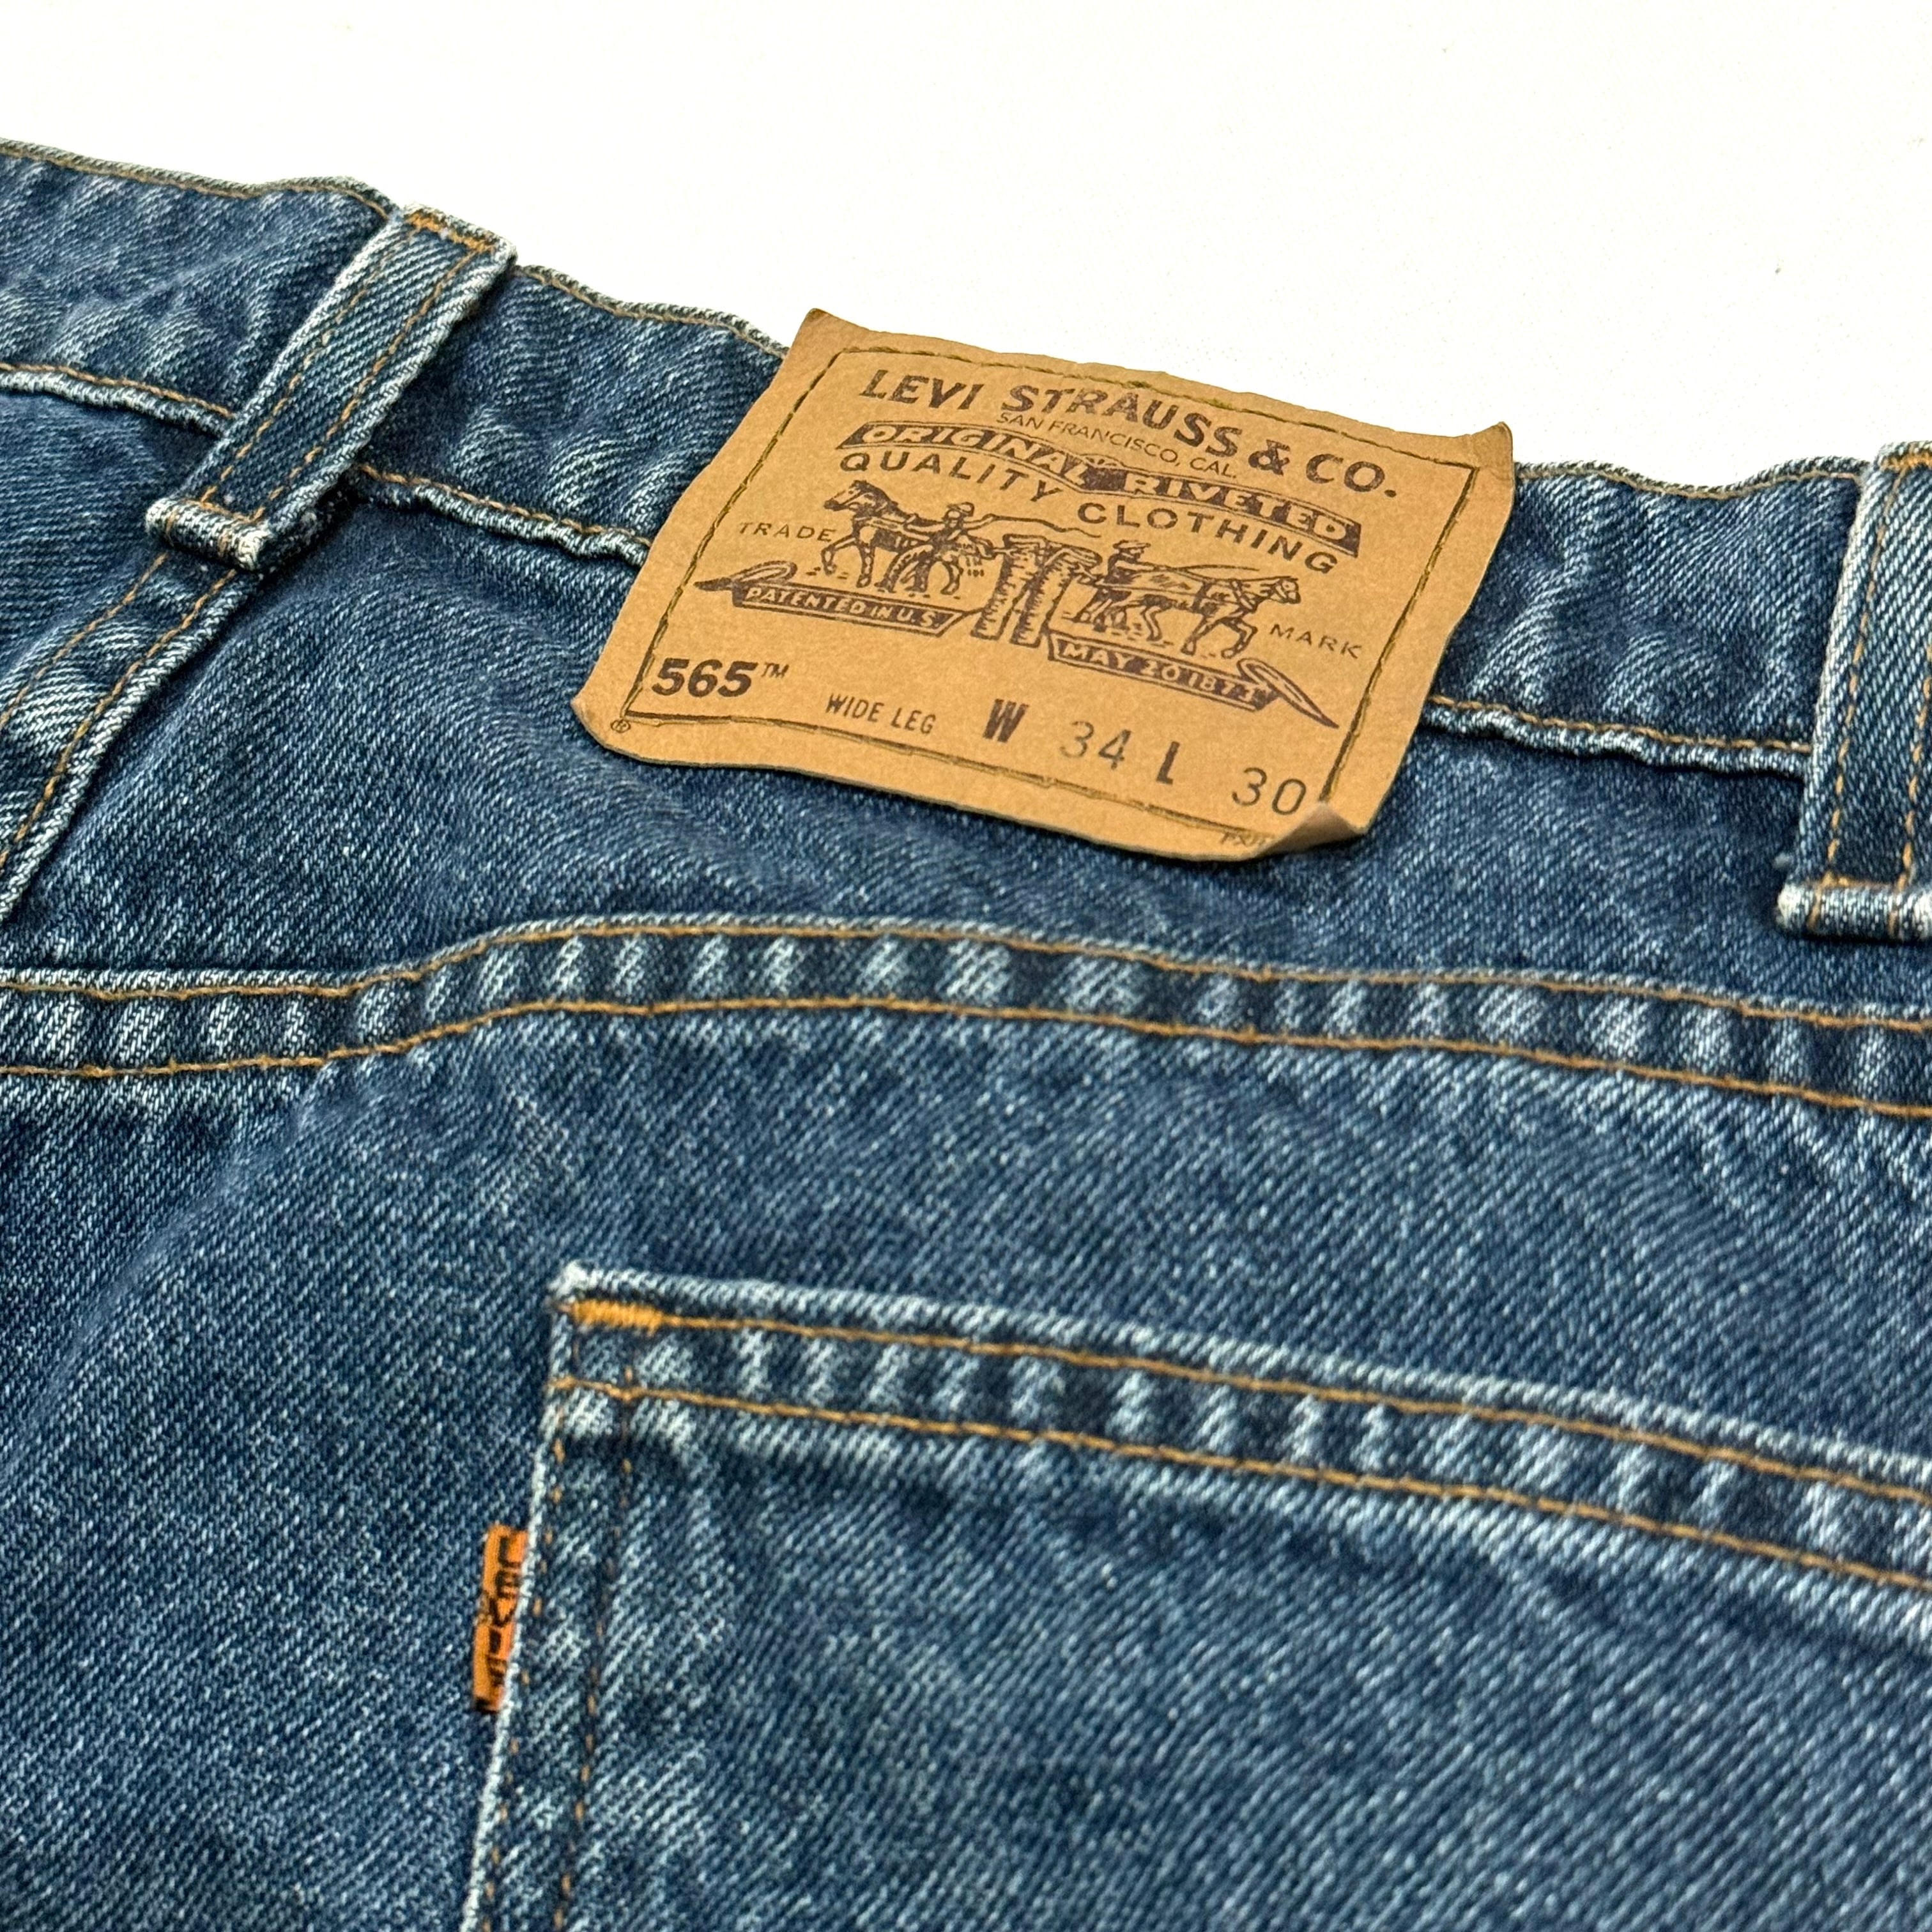 LEVI STRAUSS & CO.
SAN FRANCISCO, CAL.
ORIGINAL RIVETED
QUALITY CLOTHING
TRADE MARK
PATENTED IN U.S.
MAY 20 1873
565™ WIDE LEG W 34 L 30
®
LEVI'S